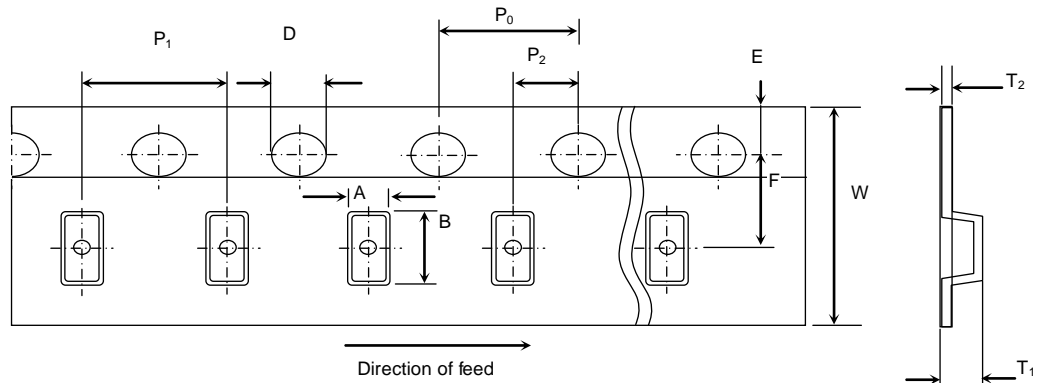 P₀
P₁
D
P₂
E
T₂
A
B
F
W
Direction of feed
T₁